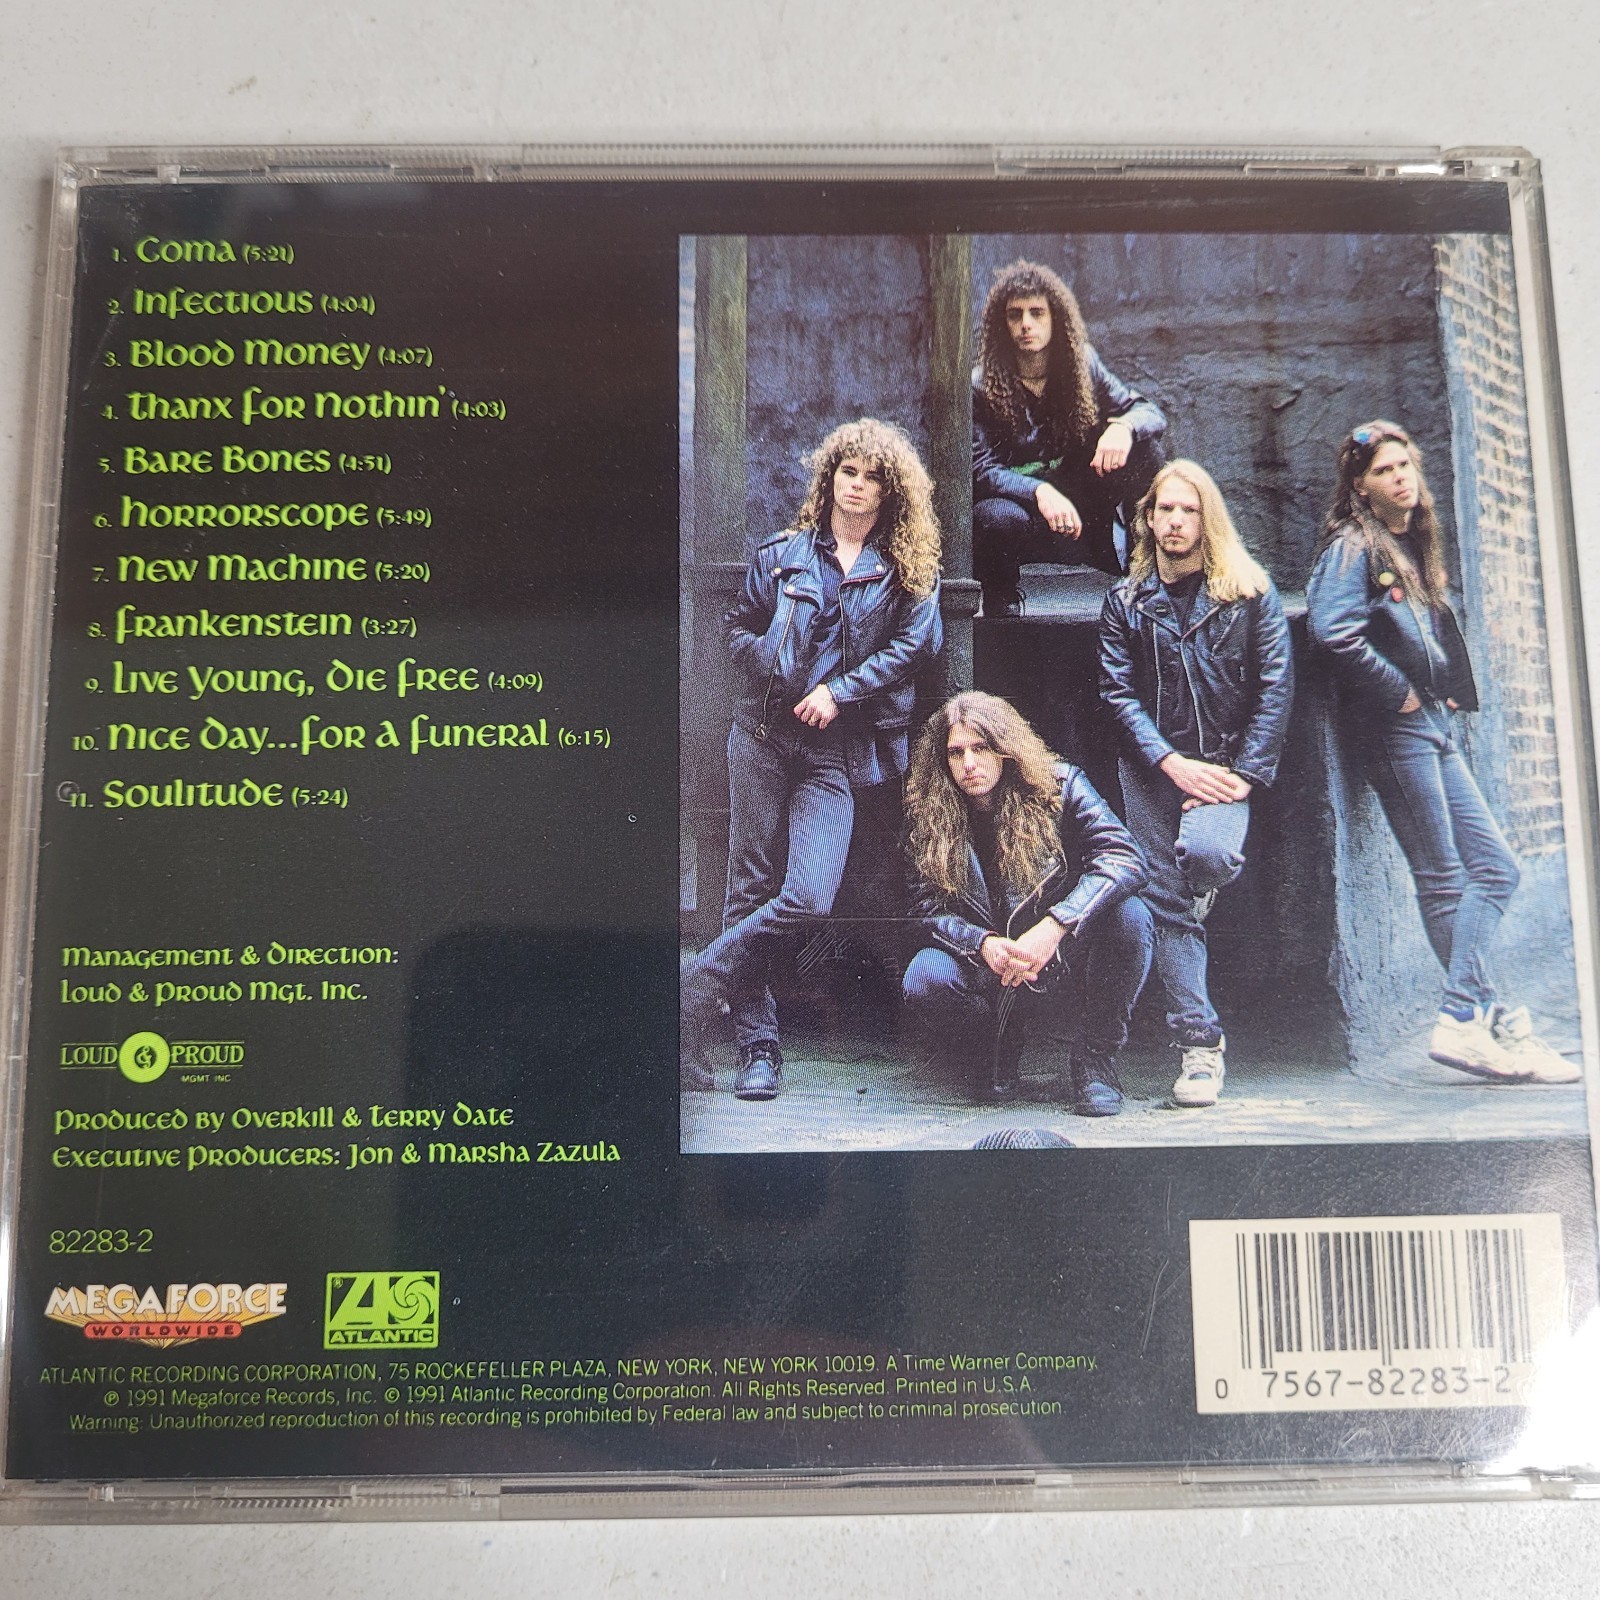 1. Coma (5:21)
2. Infectious (4:04)
3. Blood Money (4:07)
4. Thanx for Nothin' (4:03)
5. Bare Bones (4:51)
6. Horrorscope (5:49)
7. New Machine (5:20)
8. Frankenstein (3:27)
9. Live Young, Die Free (4:09)
10. Nice Day...for a Funeral (6:15)
11. Soulitude (5:24)
Management & Direction:
Loud & Proud Mgt. Inc.
LOUD & PROUD
MGMT INC
Produced by Overkill & Terry Date
Executive Producers: Jon & Marsha Zazula
82283-2
MEGAFORCE
WORLDWIDE
®
ATLANTIC
ATLANTIC RECORDING CORPORATION, 75 ROCKEFELLER PLAZA, NEW YORK, NEW YORK 10019. A Time Warner Company.
℗ 1991 Megaforce Records, Inc. © 1991 Atlantic Recording Corporation. All Rights Reserved. Printed in U.S.A.
Warning: Unauthorized reproduction of this recording is prohibited by Federal law and subject to criminal prosecution.
0 7567-82283-2